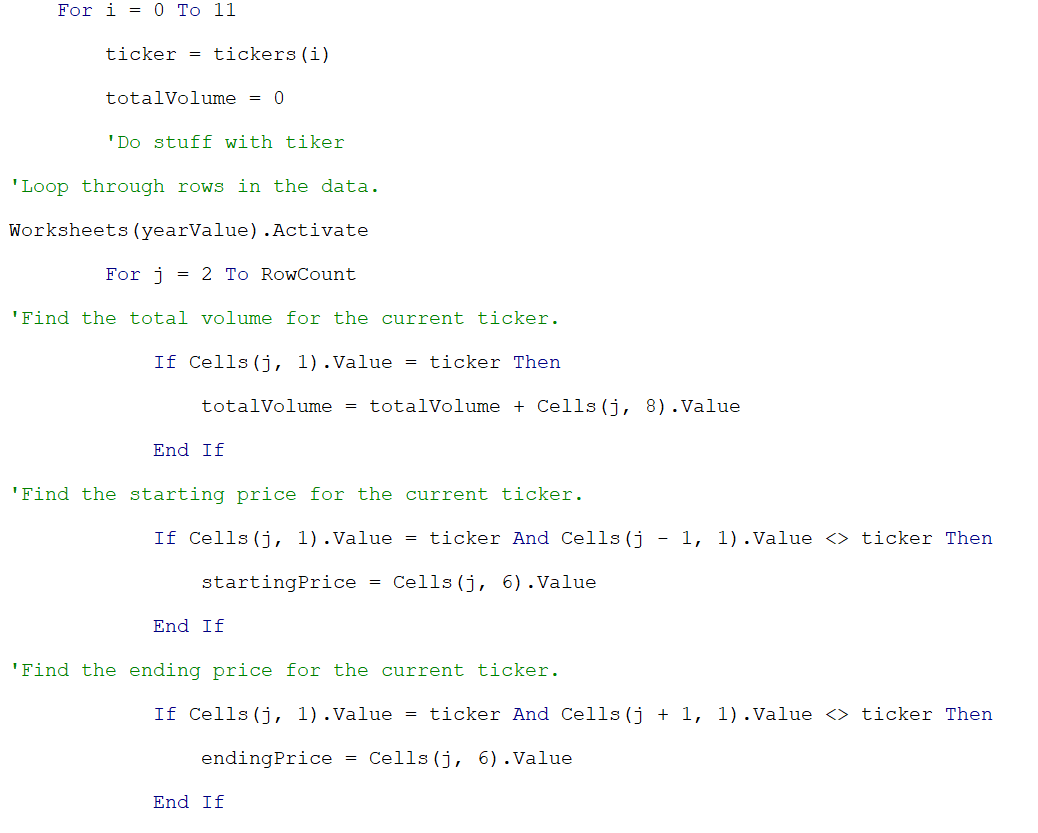 For i = 0 To 11
ticker = tickers(i)
totalVolume = 0
'Do stuff with tiker
'Loop through rows in the data.
Worksheets(yearValue).Activate
For j = 2 To RowCount
'Find the total volume for the current ticker.
If Cells(j, 1).Value = ticker Then
totalVolume = totalVolume + Cells(j, 8).Value
End If
'Find the starting price for the current ticker.
If Cells(j, 1).Value = ticker And Cells(j - 1, 1).Value <> ticker Then
startingPrice = Cells(j, 6).Value
End If
'Find the ending price for the current ticker.
If Cells(j, 1).Value = ticker And Cells(j + 1, 1).Value <> ticker Then
endingPrice = Cells(j, 6).Value
End If